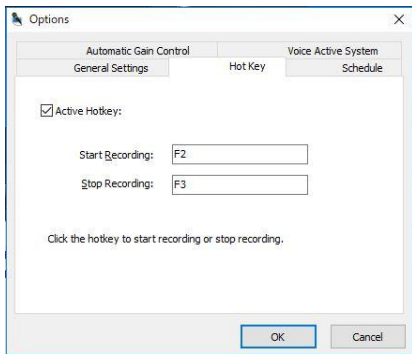 Options
Automatic Gain Control Voice Active System
General Settings Hot Key Schedule
Active Hotkey:
Start Recording: F2
Stop Recording: F3
Click the hotkey to start recording or stop recording.
OK Cancel